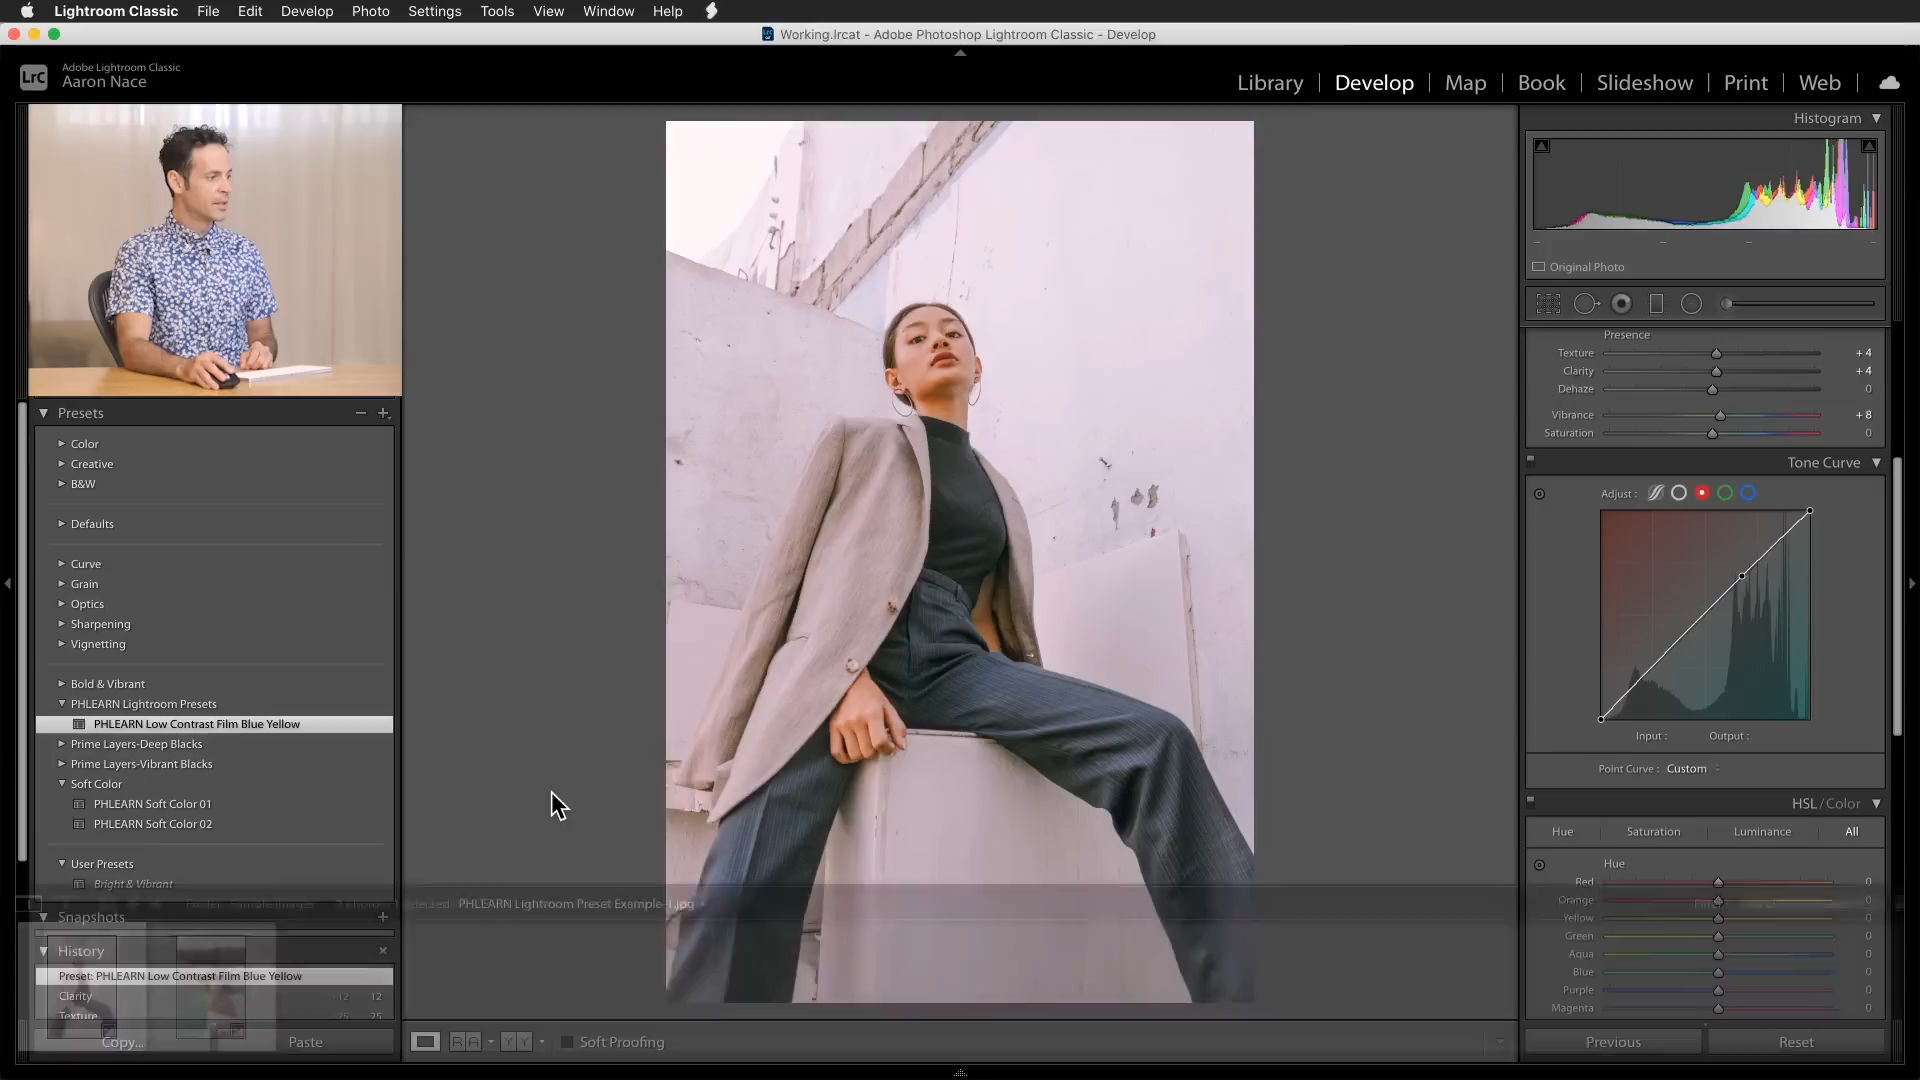 Lightroom Classic File Edit Develop Photo Settings Tools View Window Help
Working.lrcat - Adobe Photoshop Lightroom Classic - Develop
LrC
Adobe Lightroom Classic
Aaron Nace
Library | Develop | Map | Book | Slideshow | Print | Web
Presets
Color
Creative
B&W
Defaults
Curve
Grain
Optics
Sharpening
Vignetting
Bold & Vibrant
PHLEARN Lightroom Presets
PHLEARN Low Contrast Film Blue Yellow
Prime Layers-Deep Blacks
Prime Layers-Vibrant Blacks
Soft Color
PHLEARN Soft Color 01
PHLEARN Soft Color 02
User Presets
Bright & Vibrant
PHLEARN Lightroom Preset Example-1.jpg
Snapshots
History
Preset: PHLEARN Low Contrast Film Blue Yellow
Clarity -12 12
Texture -25 25
Copy... Paste
Soft Proofing
Histogram
Original Photo
Presence
Texture +4
Clarity +4
Dehaze 0
Vibrance +8
Saturation 0
Tone Curve
Adjust :
Input : Output :
Point Curve : Custom
HSL / Color
Hue Saturation Luminance All
Hue
Red 0
Orange 0
Yellow 0
Green 0
Aqua 0
Blue 0
Purple 0
Magenta 0
Previous Reset